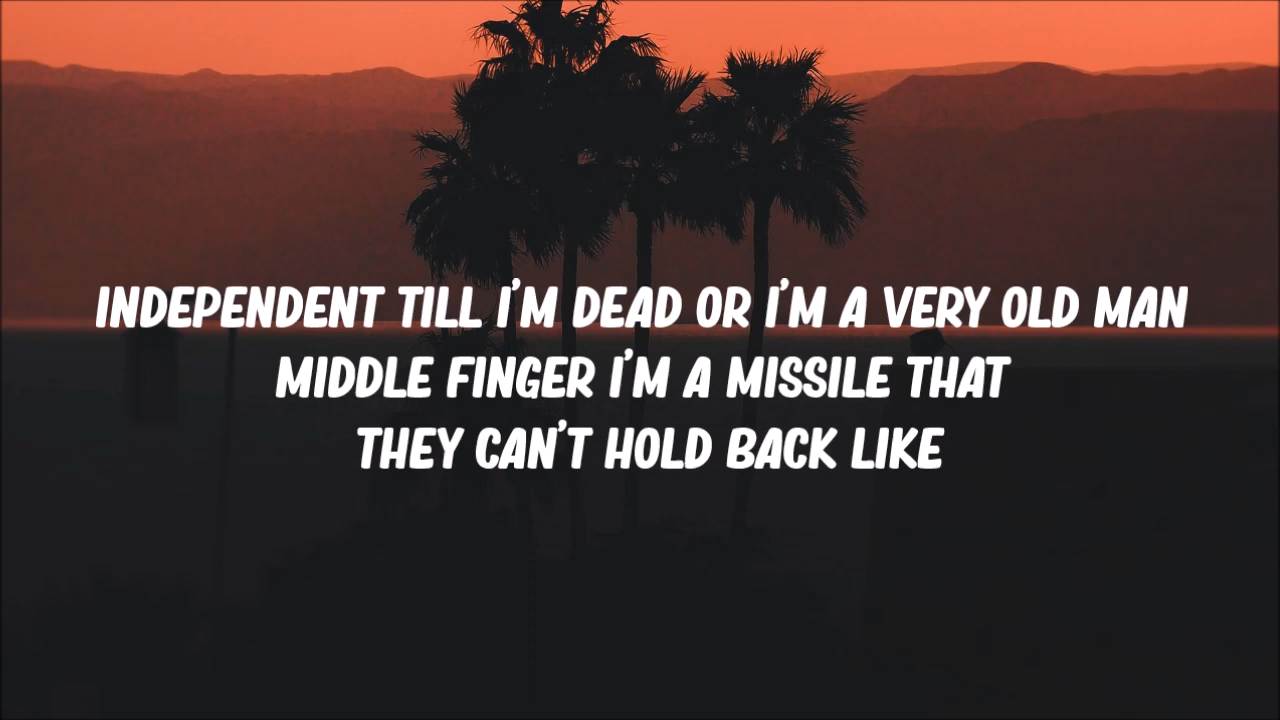 INDEPENDENT TILL I'M DEAD OR I'M A VERY OLD MAN
MIDDLE FINGER I'M A MISSILE THAT
THEY CAN'T HOLD BACK LIKE